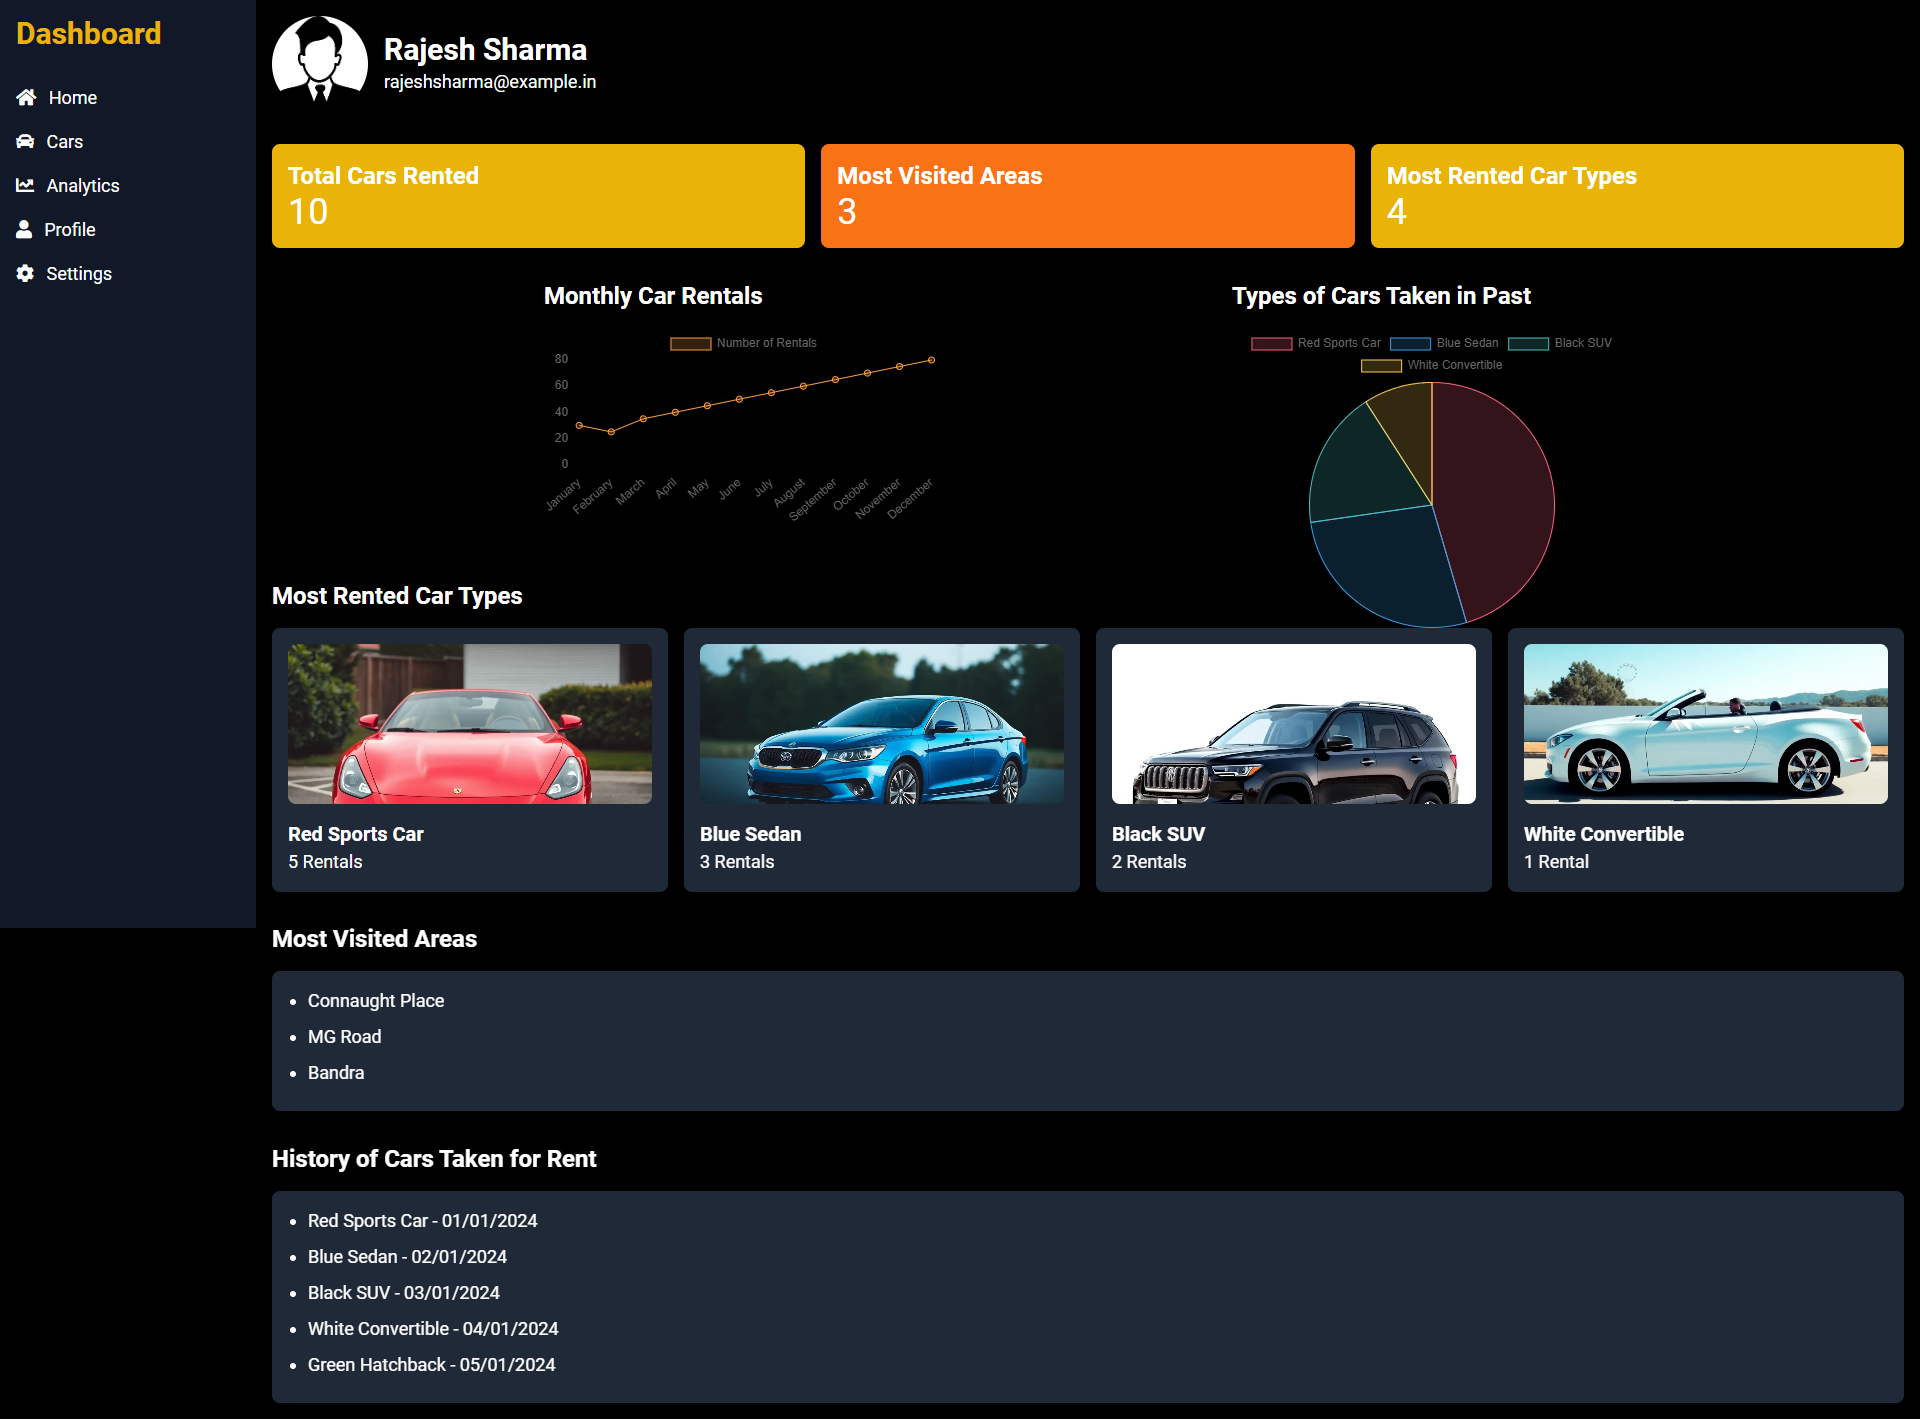 Dashboard
Home
Cars
Analytics
Profile
Settings
Rajesh Sharma
rajeshsharma@example.in
Total Cars Rented
10
Most Visited Areas
3
Most Rented Car Types
4
Monthly Car Rentals
Number of Rentals
80
60
40
20
0
January
February
March
April
May
June
July
August
September
October
November
December
Types of Cars Taken in Past
Red Sports Car
Blue Sedan
Black SUV
White Convertible
Most Rented Car Types
Red Sports Car
5 Rentals
Blue Sedan
3 Rentals
Black SUV
2 Rentals
White Convertible
1 Rental
Most Visited Areas
• Connaught Place
• MG Road
• Bandra
History of Cars Taken for Rent
• Red Sports Car - 01/01/2024
• Blue Sedan - 02/01/2024
• Black SUV - 03/01/2024
• White Convertible - 04/01/2024
• Green Hatchback - 05/01/2024